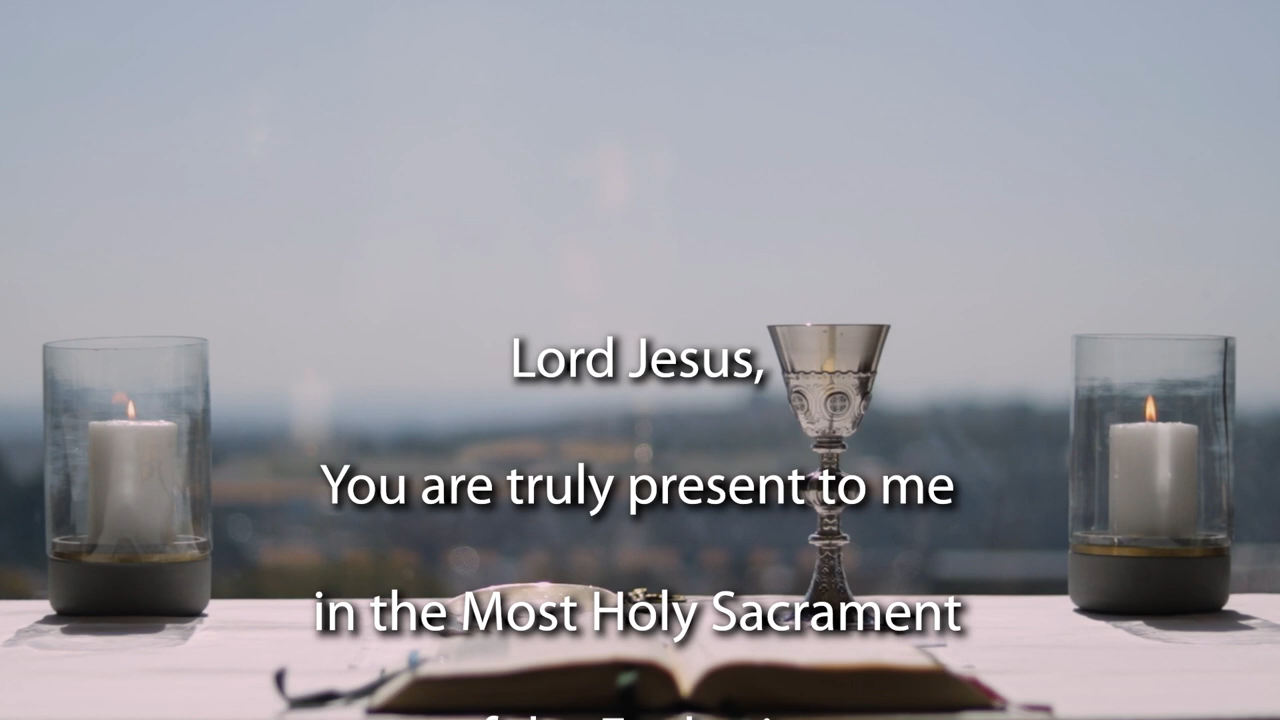 Lord Jesus,
You are truly present to me
in the Most Holy Sacrament